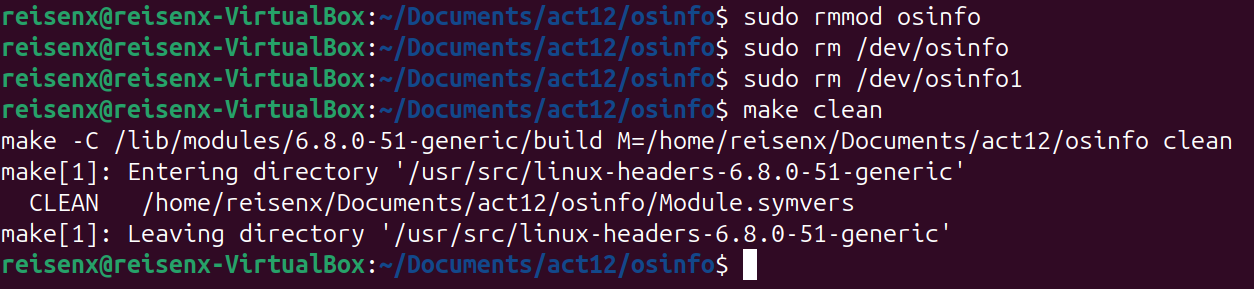 reisenx@reisenx-VirtualBox:~/Documents/act12/osinfo$ sudo rmmod osinfo
reisenx@reisenx-VirtualBox:~/Documents/act12/osinfo$ sudo rm /dev/osinfo
reisenx@reisenx-VirtualBox:~/Documents/act12/osinfo$ sudo rm /dev/osinfo1
reisenx@reisenx-VirtualBox:~/Documents/act12/osinfo$ make clean
make -C /lib/modules/6.8.0-51-generic/build M=/home/reisenx/Documents/act12/osinfo clean
make[1]: Entering directory '/usr/src/linux-headers-6.8.0-51-generic'
  CLEAN   /home/reisenx/Documents/act12/osinfo/Module.symvers
make[1]: Leaving directory '/usr/src/linux-headers-6.8.0-51-generic'
reisenx@reisenx-VirtualBox:~/Documents/act12/osinfo$